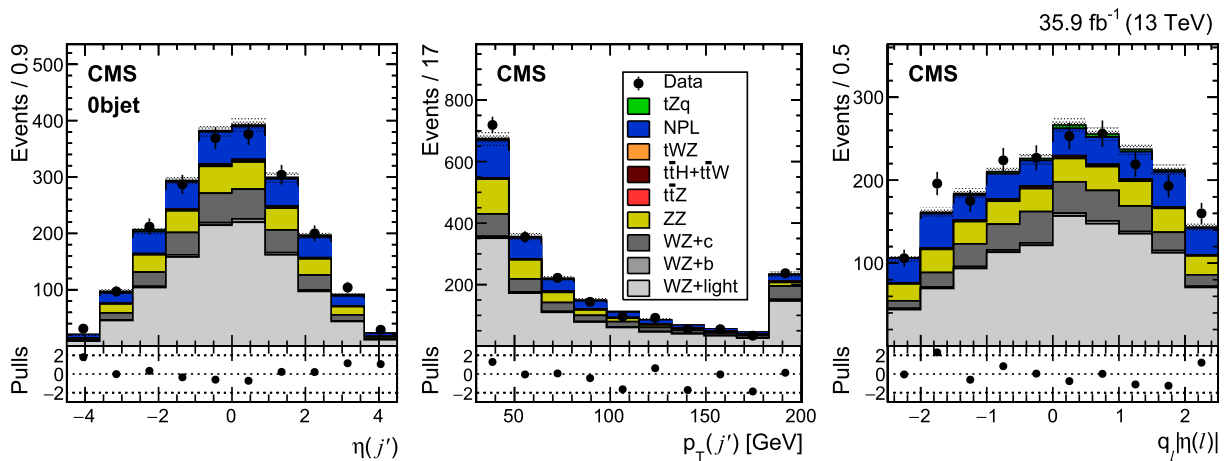 35.9 fb⁻¹ (13 TeV)
Events / 0.9
500
400
300
200
100
CMS
0bjet
Pulls
2
0
−2
−4
−2
0
2
4
η(j′)
Events / 17
800
600
400
200
CMS
Data
tZq
NPL
tWZ
tt̄H+tt̄W
tt̄Z
ZZ
WZ+c
WZ+b
WZ+light
Pulls
2
0
−2
50
100
150
200
p_T(j′) [GeV]
Events / 0.5
300
200
100
CMS
Pulls
2
0
−2
−2
−1
0
1
2
q_l|η(l)|